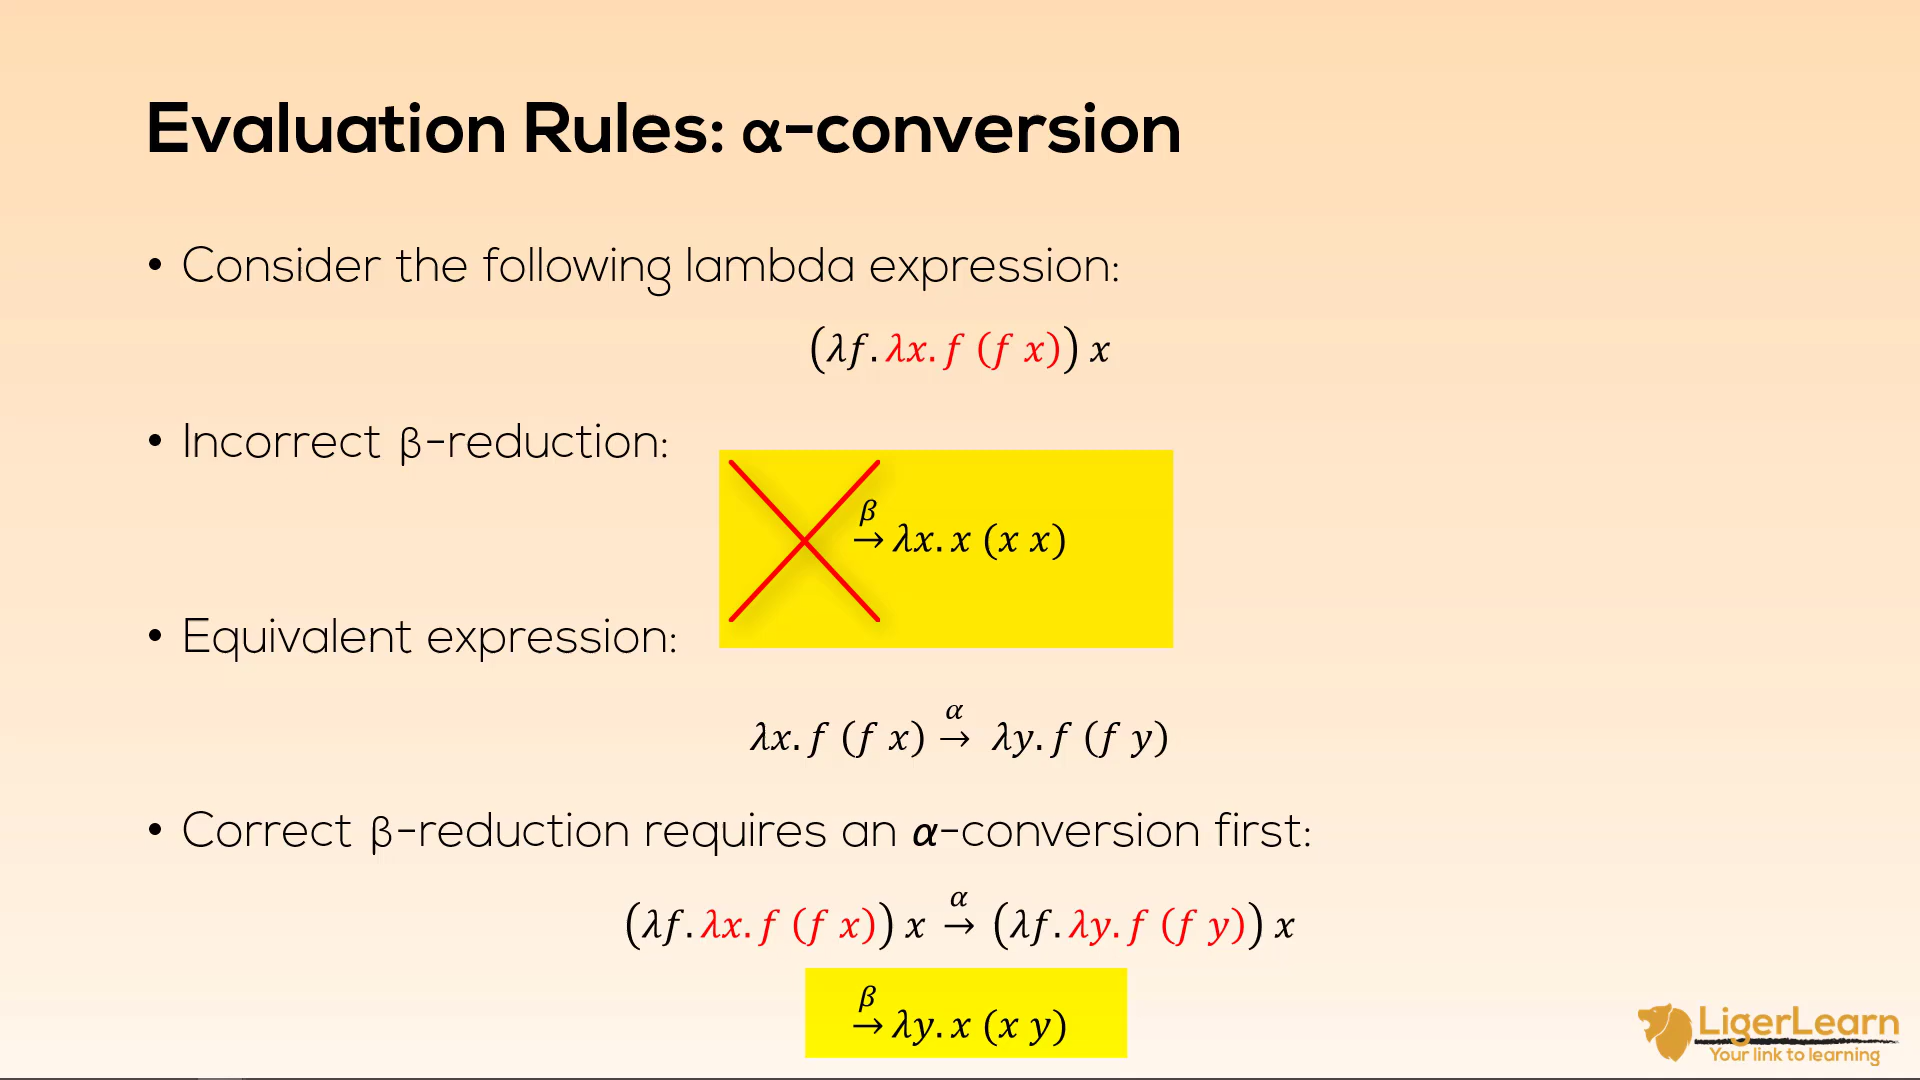 Evaluation Rules: α-conversion
• Consider the following lambda expression:
(λf.λx.f (f x)) x
• Incorrect β-reduction:
β
→ λx.x (x x)
• Equivalent expression:
λx.f (f x) α→ λy.f (f y)
• Correct β-reduction requires an α-conversion first:
(λf.λx.f (f x)) x α→ (λf.λy.f (f y)) x
β
→ λy.x (x y)
LigerLearn
Your link to learning